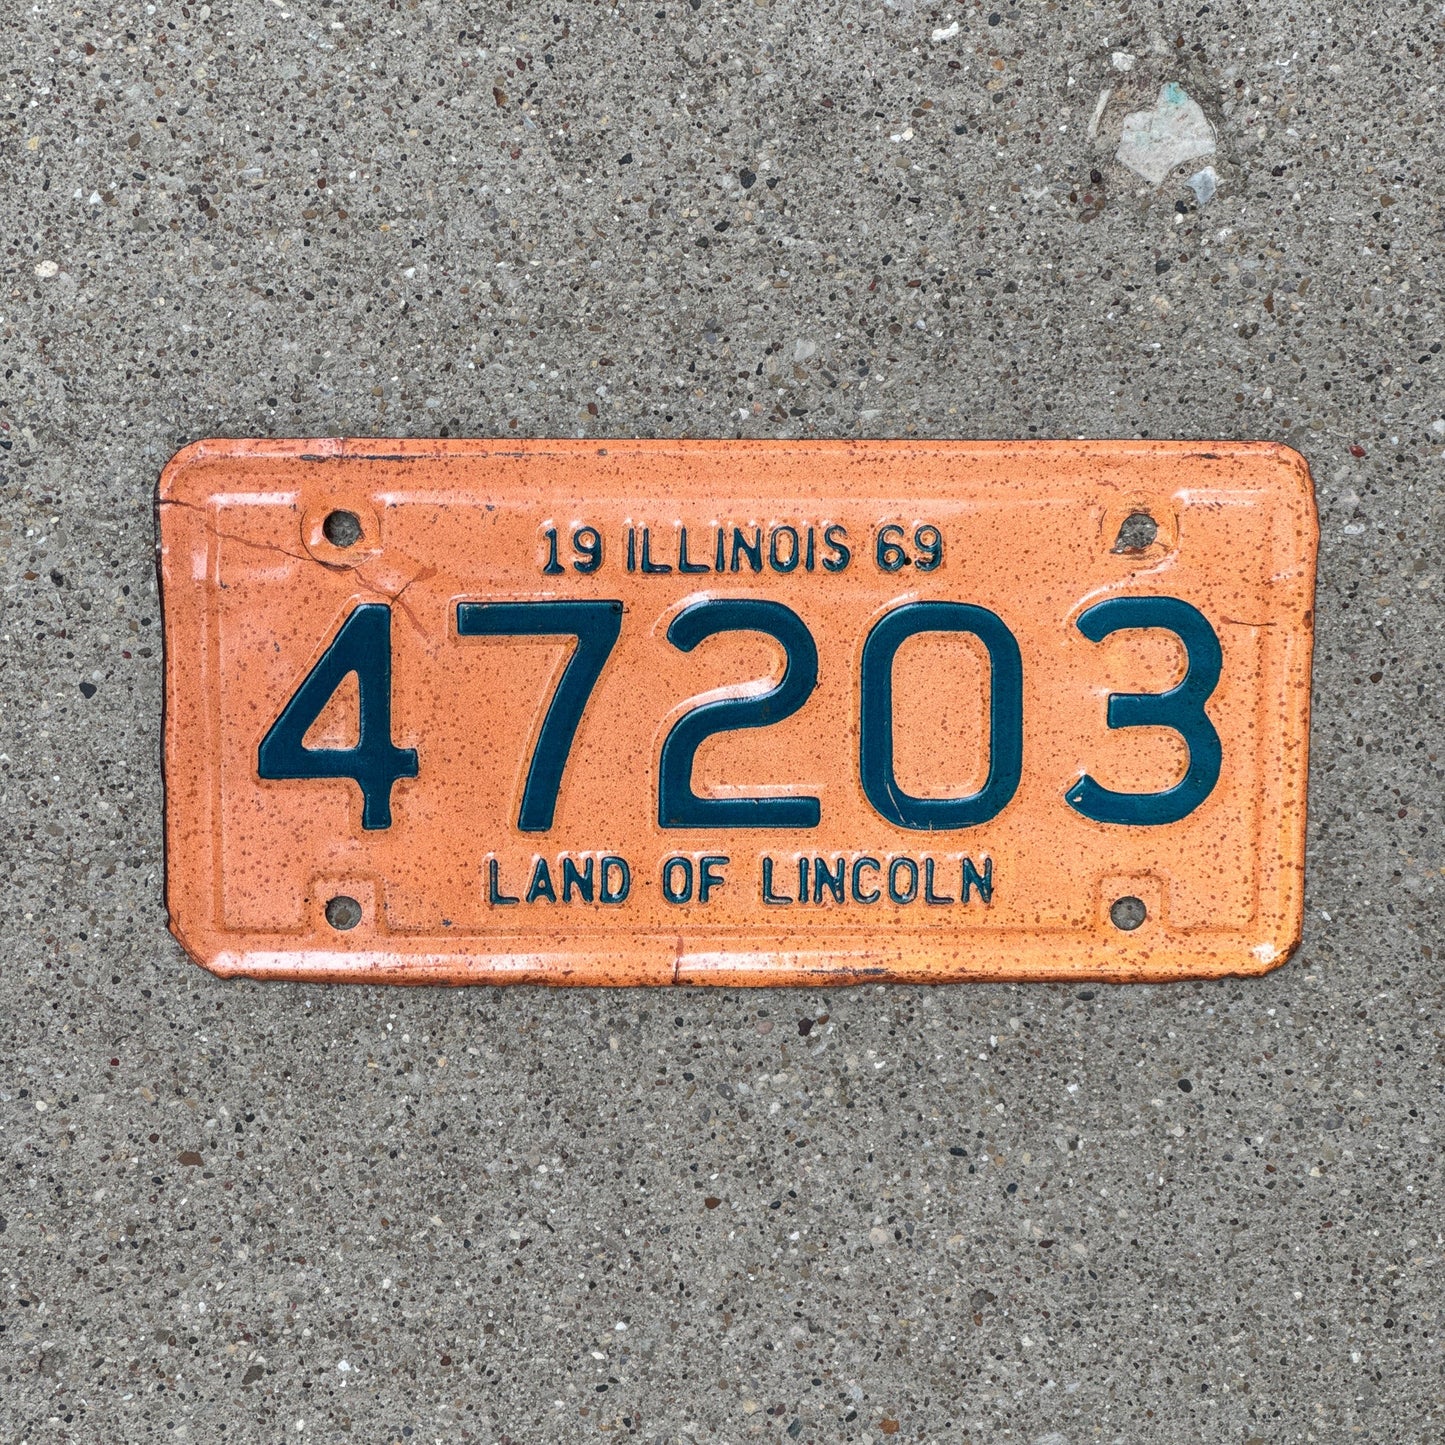 19 ILLINOIS 69
47203
LAND OF LINCOLN